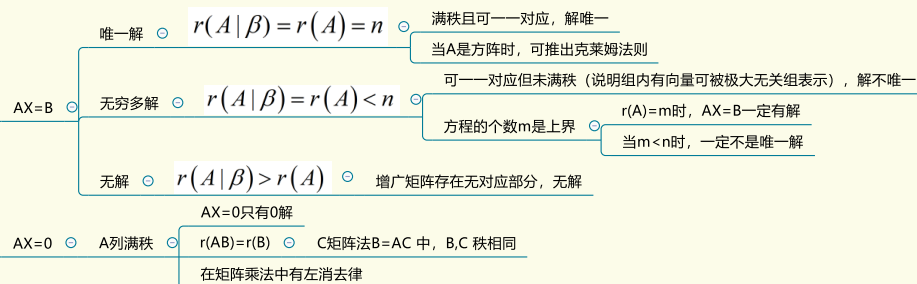 AX=B
唯一解
r(A|β)=r(A)=n
满秩且可一一对应，解唯一
当A是方阵时，可推出克莱姆法则
无穷多解
r(A|β)=r(A)<n
可一一对应但未满秩（说明组内有向量可被极大无关组表示），解不唯一
方程的个数m是上界
r(A)=m时，AX=B一定有解
当m<n时，一定不是唯一解
无解
r(A|β)>r(A)
增广矩阵存在无对应部分，无解
AX=0
A列满秩
AX=0只有0解
r(AB)=r(B)
C矩阵法B=AC 中，B,C 秩相同
在矩阵乘法中有左消去律